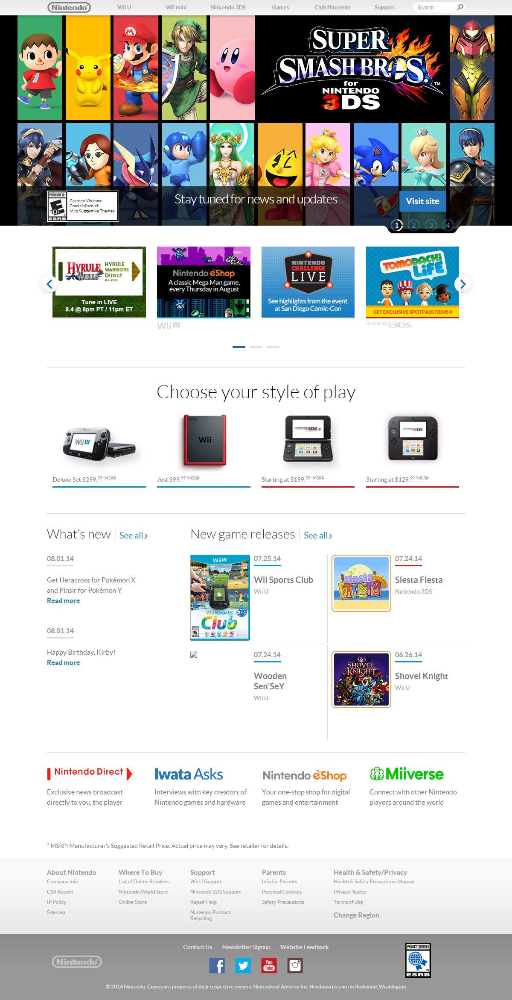 Nintendo
Wii U
Wii mini
Nintendo 3DS
Games
Club Nintendo
Support
Search
SUPER
SMASH BROS.™
for
NINTENDO
3DS
EVERYONE 10+
E
10+
ESRB
Cartoon Violence
Comic Mischief
Mild Suggestive Themes
Stay tuned for news and updates
Visit site
1 2 3 4
HYRULE
WARRIORS
HYRULE
WARRIORS
Direct
8.4.2014
Tune in LIVE
8.4 @ 8pm PT / 11pm ET
Nintendo eShop
A classic Mega Man game,
every Thursday in August
Wii U
NINTENDO
CHALLENGE
LIVE
See highlights from the event
at San Diego Comic-Con
TOMODACHI
LiFE
GET EXCLUSIVE SPOTPASS ITEMS
NINTENDO3DS
Choose your style of play
Wii U
Deluxe Set $299.99 *MSRP
Wii
Just $99.99 *MSRP
NINTENDO3DS XL
Starting at $199.99 *MSRP
NINTENDO2DS
Starting at $129.99 *MSRP
What's new
See all ›
08.01.14
Get Heracross for Pokémon X
and Pinsir for Pokémon Y
Read more
08.01.14
Happy Birthday, Kirby!
Read more
New game releases
See all ›
Wii U
Wii Sports
Club
5 in 1
07.25.14
Wii Sports Club
Wii U
siesta
FIESTA
07.24.14
Siesta Fiesta
Nintendo 3DS
07.24.14
Wooden
Sen'SeY
Wii U
SHOVEL
KNIGHT
06.26.14
Shovel Knight
Wii U
Nintendo Direct
Exclusive news broadcast
directly to you, the player
Iwata Asks
Interviews with key creators of
Nintendo games and hardware
Nintendo eShop
Your one-stop shop for digital
games and entertainment
Miiverse™
Connect with other Nintendo
players around the world
* MSRP: Manufacturer's Suggested Retail Price. Actual price may vary. See retailer for details.
About Nintendo
Company Info
CSR Report
IP Policy
Sitemap
Where To Buy
List of Online Retailers
Nintendo World Store
Online Store
Support
Wii U Support
Nintendo 3DS Support
Repair Help
Nintendo Product
Recycling
Parents
Info for Parents
Parental Controls
Safety Precautions
Health & Safety/Privacy
Health & Safety Precautions Manual
Privacy Notice
Terms of Use
Change Region
Nintendo
Contact Us
Newsletter Signup
Website Feedback
f
You
Tube
PRIVACY CERTIFIED
ESRB
© 2014 Nintendo. Games are property of their respective owners. Nintendo of America Inc. Headquarters are in Redmond, Washington